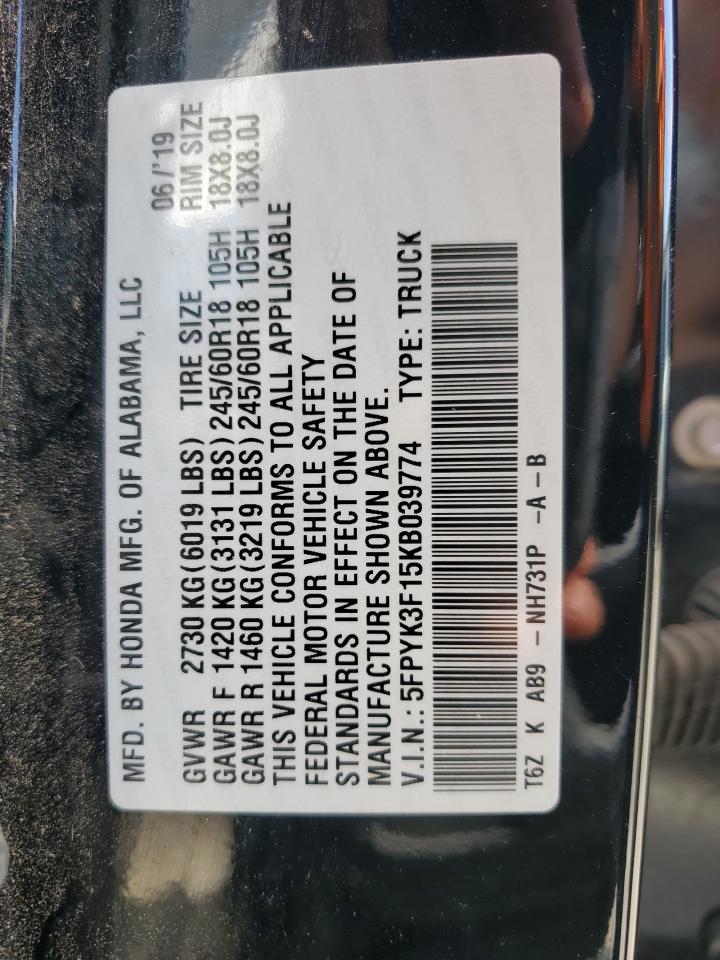 MFD. BY HONDA MFG. OF ALABAMA, LLC 06/'19
GVWR 2730 KG(6019 LBS) TIRE SIZE RIM SIZE
GAWR F 1420 KG(3131 LBS)245/60R18 105H 18X8.0J
GAWR R 1460 KG(3219 LBS)245/60R18 105H 18X8.0J
THIS VEHICLE CONFORMS TO ALL APPLICABLE
FEDERAL MOTOR VEHICLE SAFETY
STANDARDS IN EFFECT ON THE DATE OF
MANUFACTURE SHOWN ABOVE.
V.I.N.: 5FPYK3F15KB039774 TYPE: TRUCK
T6Z K AB9 - NH731P -A-B